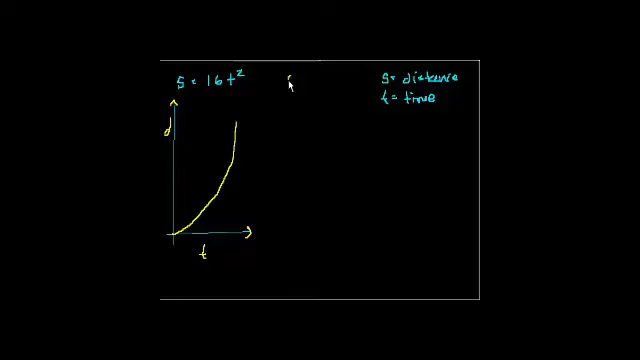 s = 16t²
s = distance
t = time
d
t